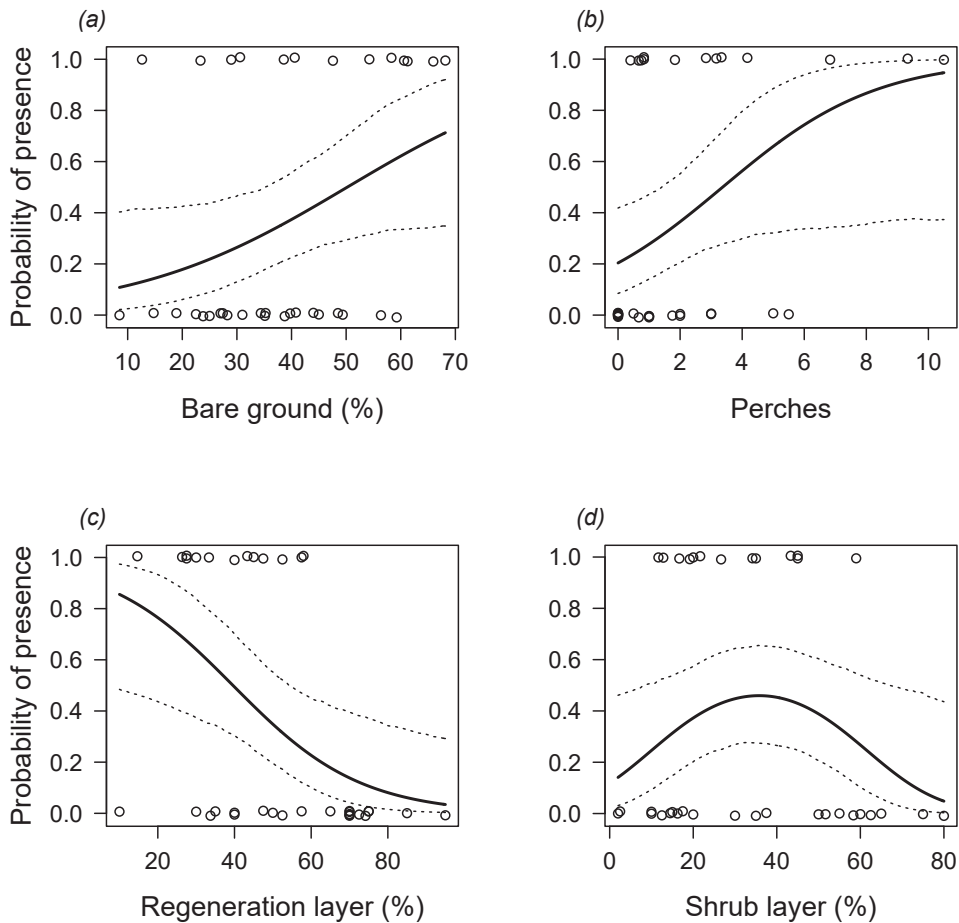 (a)
Probability of presence
1.0
0.8
0.6
0.4
0.2
0.0
10 20 30 40 50 60 70
Bare ground (%)
(b)
1.0
0.8
0.6
0.4
0.2
0.0
0 2 4 6 8 10
Perches
(c)
Probability of presence
1.0
0.8
0.6
0.4
0.2
0.0
20 40 60 80
Regeneration layer (%)
(d)
1.0
0.8
0.6
0.4
0.2
0.0
0 20 40 60 80
Shrub layer (%)